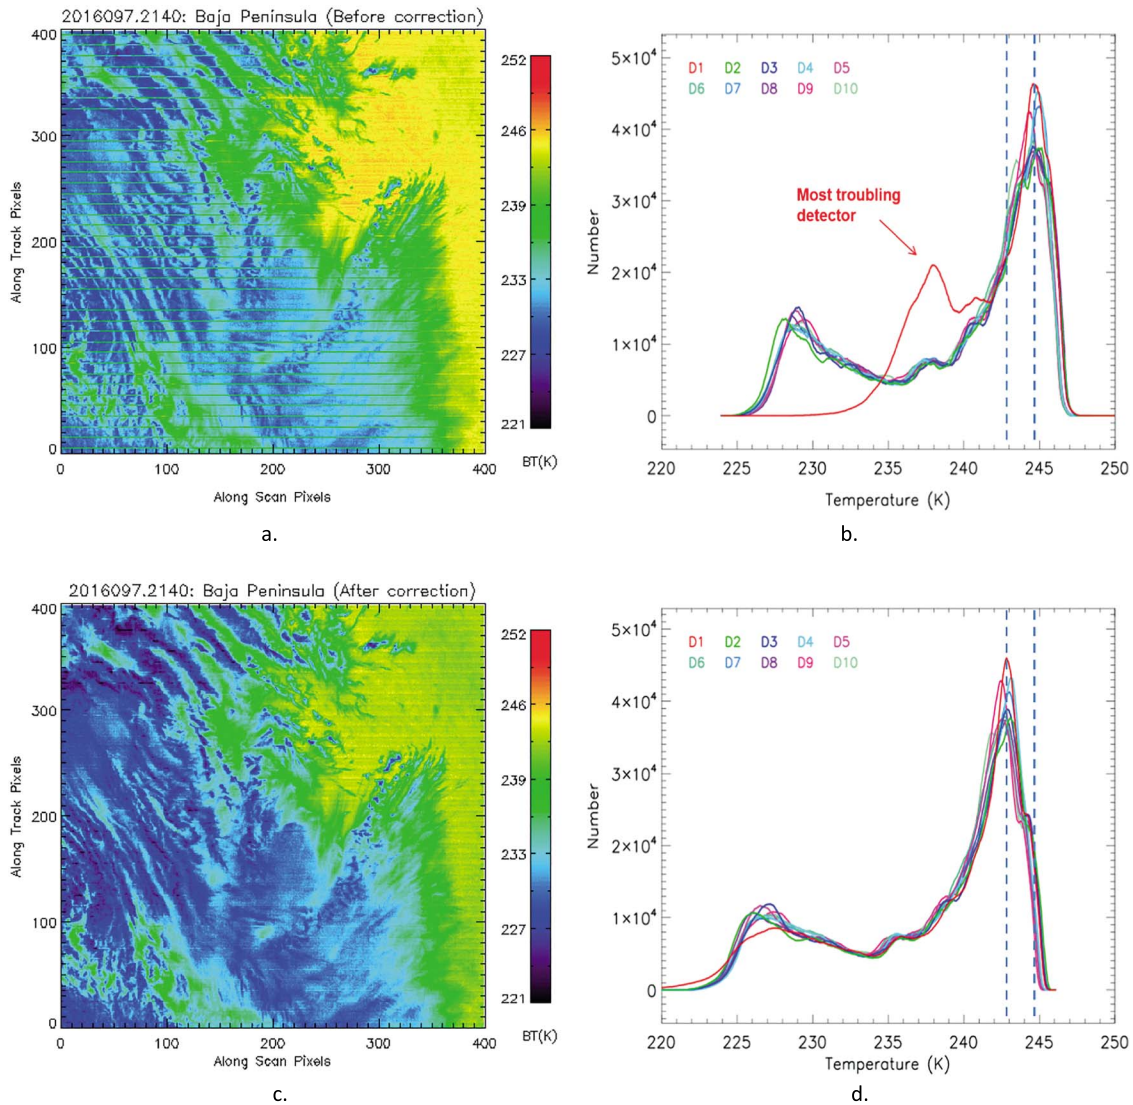 2016097.2140: Baja Peninsula (Before correction)
400
300
200
100
0
0
100
200
300
400
Along Track Pixels
Along Scan Pixels
252
246
239
233
227
221
BT(K)
a.
5×10⁴
4×10⁴
3×10⁴
2×10⁴
1×10⁴
0
Number
D1 D2 D3 D4 D5
D6 D7 D8 D9 D10
Most troubling
detector
220
225
230
235
240
245
250
Temperature (K)
b.
2016097.2140: Baja Peninsula (After correction)
400
300
200
100
0
0
100
200
300
400
Along Track Pixels
Along Scan Pixels
252
246
239
233
227
221
BT(K)
c.
5×10⁴
4×10⁴
3×10⁴
2×10⁴
1×10⁴
0
Number
D1 D2 D3 D4 D5
D6 D7 D8 D9 D10
220
225
230
235
240
245
250
Temperature (K)
d.